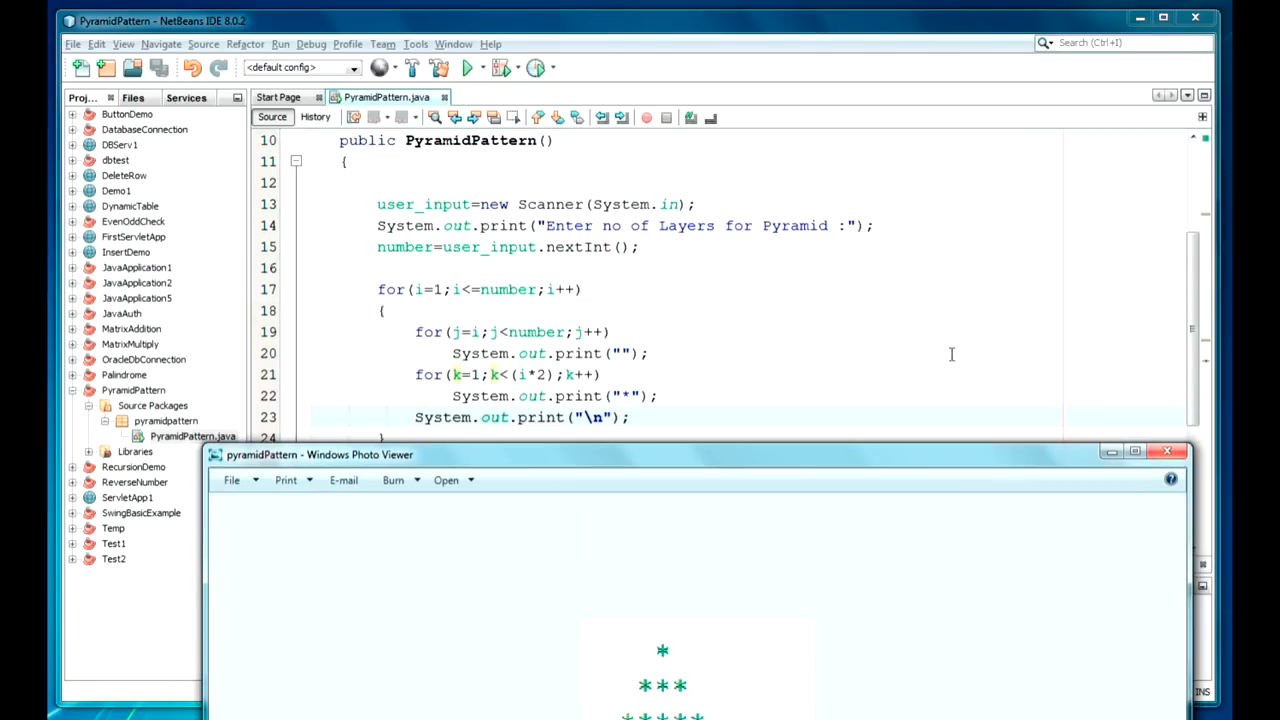 PyramidPattern - NetBeans IDE 8.0.2
File Edit View Navigate Source Refactor Run Debug Profile Team Tools Window Help
Search (Ctrl+I)
<default config>
Proj... Files Services
Start Page PyramidPattern.java
Source History
ButtonDemo
DatabaseConnection
DBServ1
dbtest
DeleteRow
Demo1
DynamicTable
EvenOddCheck
FirstServletApp
InsertDemo
JavaApplication1
JavaApplication2
JavaApplication5
JavaAuth
MatrixAddition
MatrixMultiply
OracleDbConnection
Palindrome
PyramidPattern
Source Packages
pyramidpattern
PyramidPattern.java
Libraries
RecursionDemo
ReverseNumber
ServletApp1
SwingBasicExample
Temp
Test1
Test2
10 public PyramidPattern()
11 {
12
13 user_input=new Scanner(System.in);
14 System.out.print("Enter no of Layers for Pyramid :");
15 number=user_input.nextInt();
16
17 for(i=1;i<=number;i++)
18 {
19 for(j=i;j<number;j++)
20 System.out.print("");
21 for(k=1;k<(i*2);k++)
22 System.out.print("*");
23 System.out.print("\n");
24 }
pyramidPattern - Windows Photo Viewer
File Print E-mail Burn Open
*
***
*****
INS